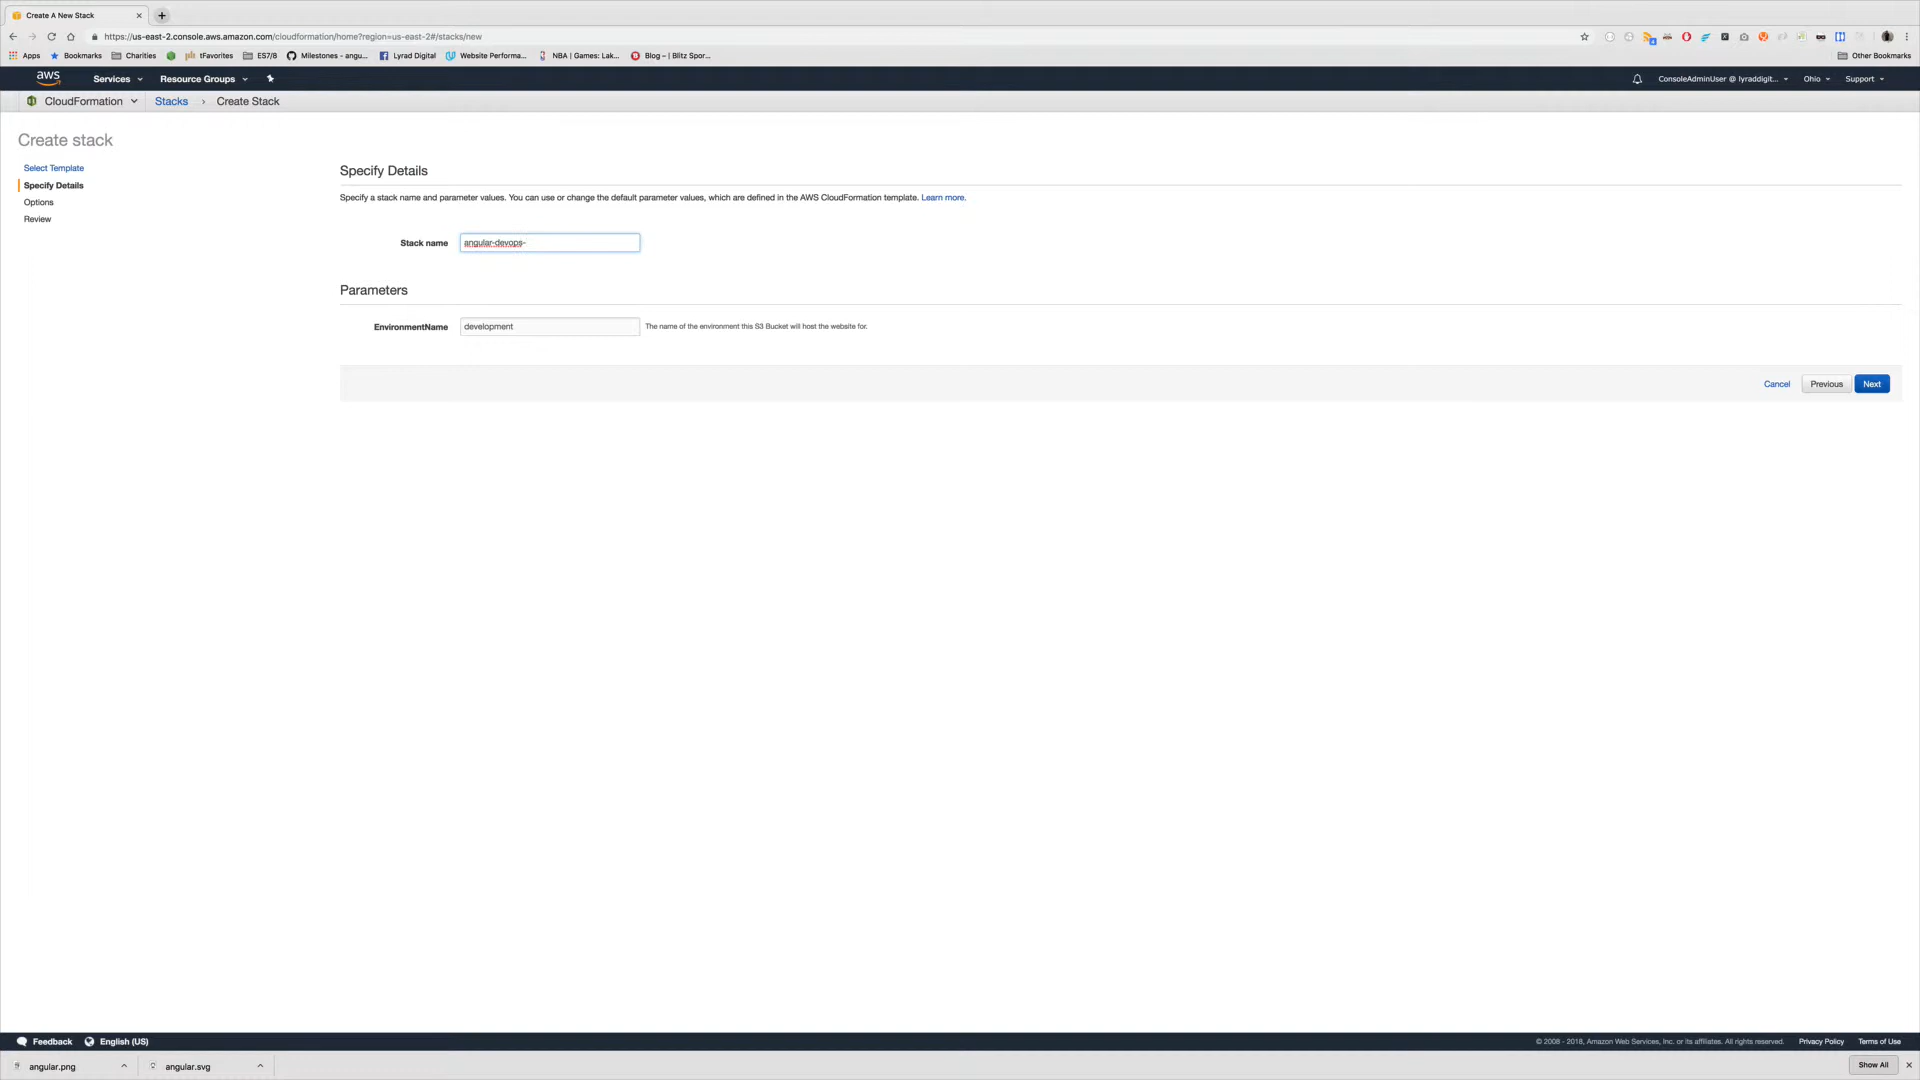 Create A New Stack
https://us-east-2.console.aws.amazon.com/cloudformation/home?region=us-east-2#/stacks/new
Apps Bookmarks Charities tFavorites ES7/8 Milestones - angu... Lyrad Digital Website Performa... NBA | Games: Lak... Blog – | Blitz Spor... Other Bookmarks
aws Services Resource Groups ConsoleAdminUser @ lyraddigit... Ohio Support
CloudFormation Stacks › Create Stack
Create stack
Select Template
Specify Details
Options
Review
Specify Details
Specify a stack name and parameter values. You can use or change the default parameter values, which are defined in the AWS CloudFormation template. Learn more.
Stack name angular-devops-
Parameters
EnvironmentName development The name of the environment this S3 Bucket will host the website for.
Cancel Previous Next
Feedback English (US) © 2008 - 2018, Amazon Web Services, Inc. or its affiliates. All rights reserved. Privacy Policy Terms of Use
angular.png angular.svg Show All